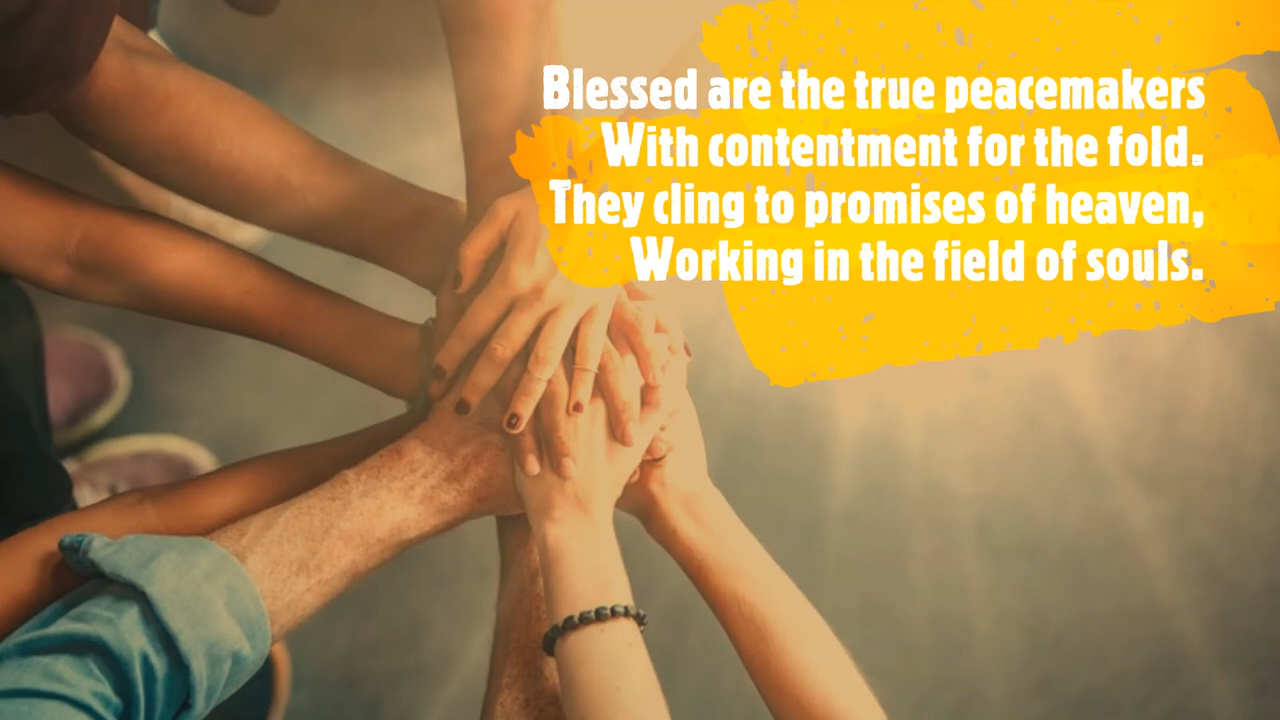 Blessed are the true peacemakers
With contentment for the fold.
They cling to promises of heaven,
Working in the field of souls.